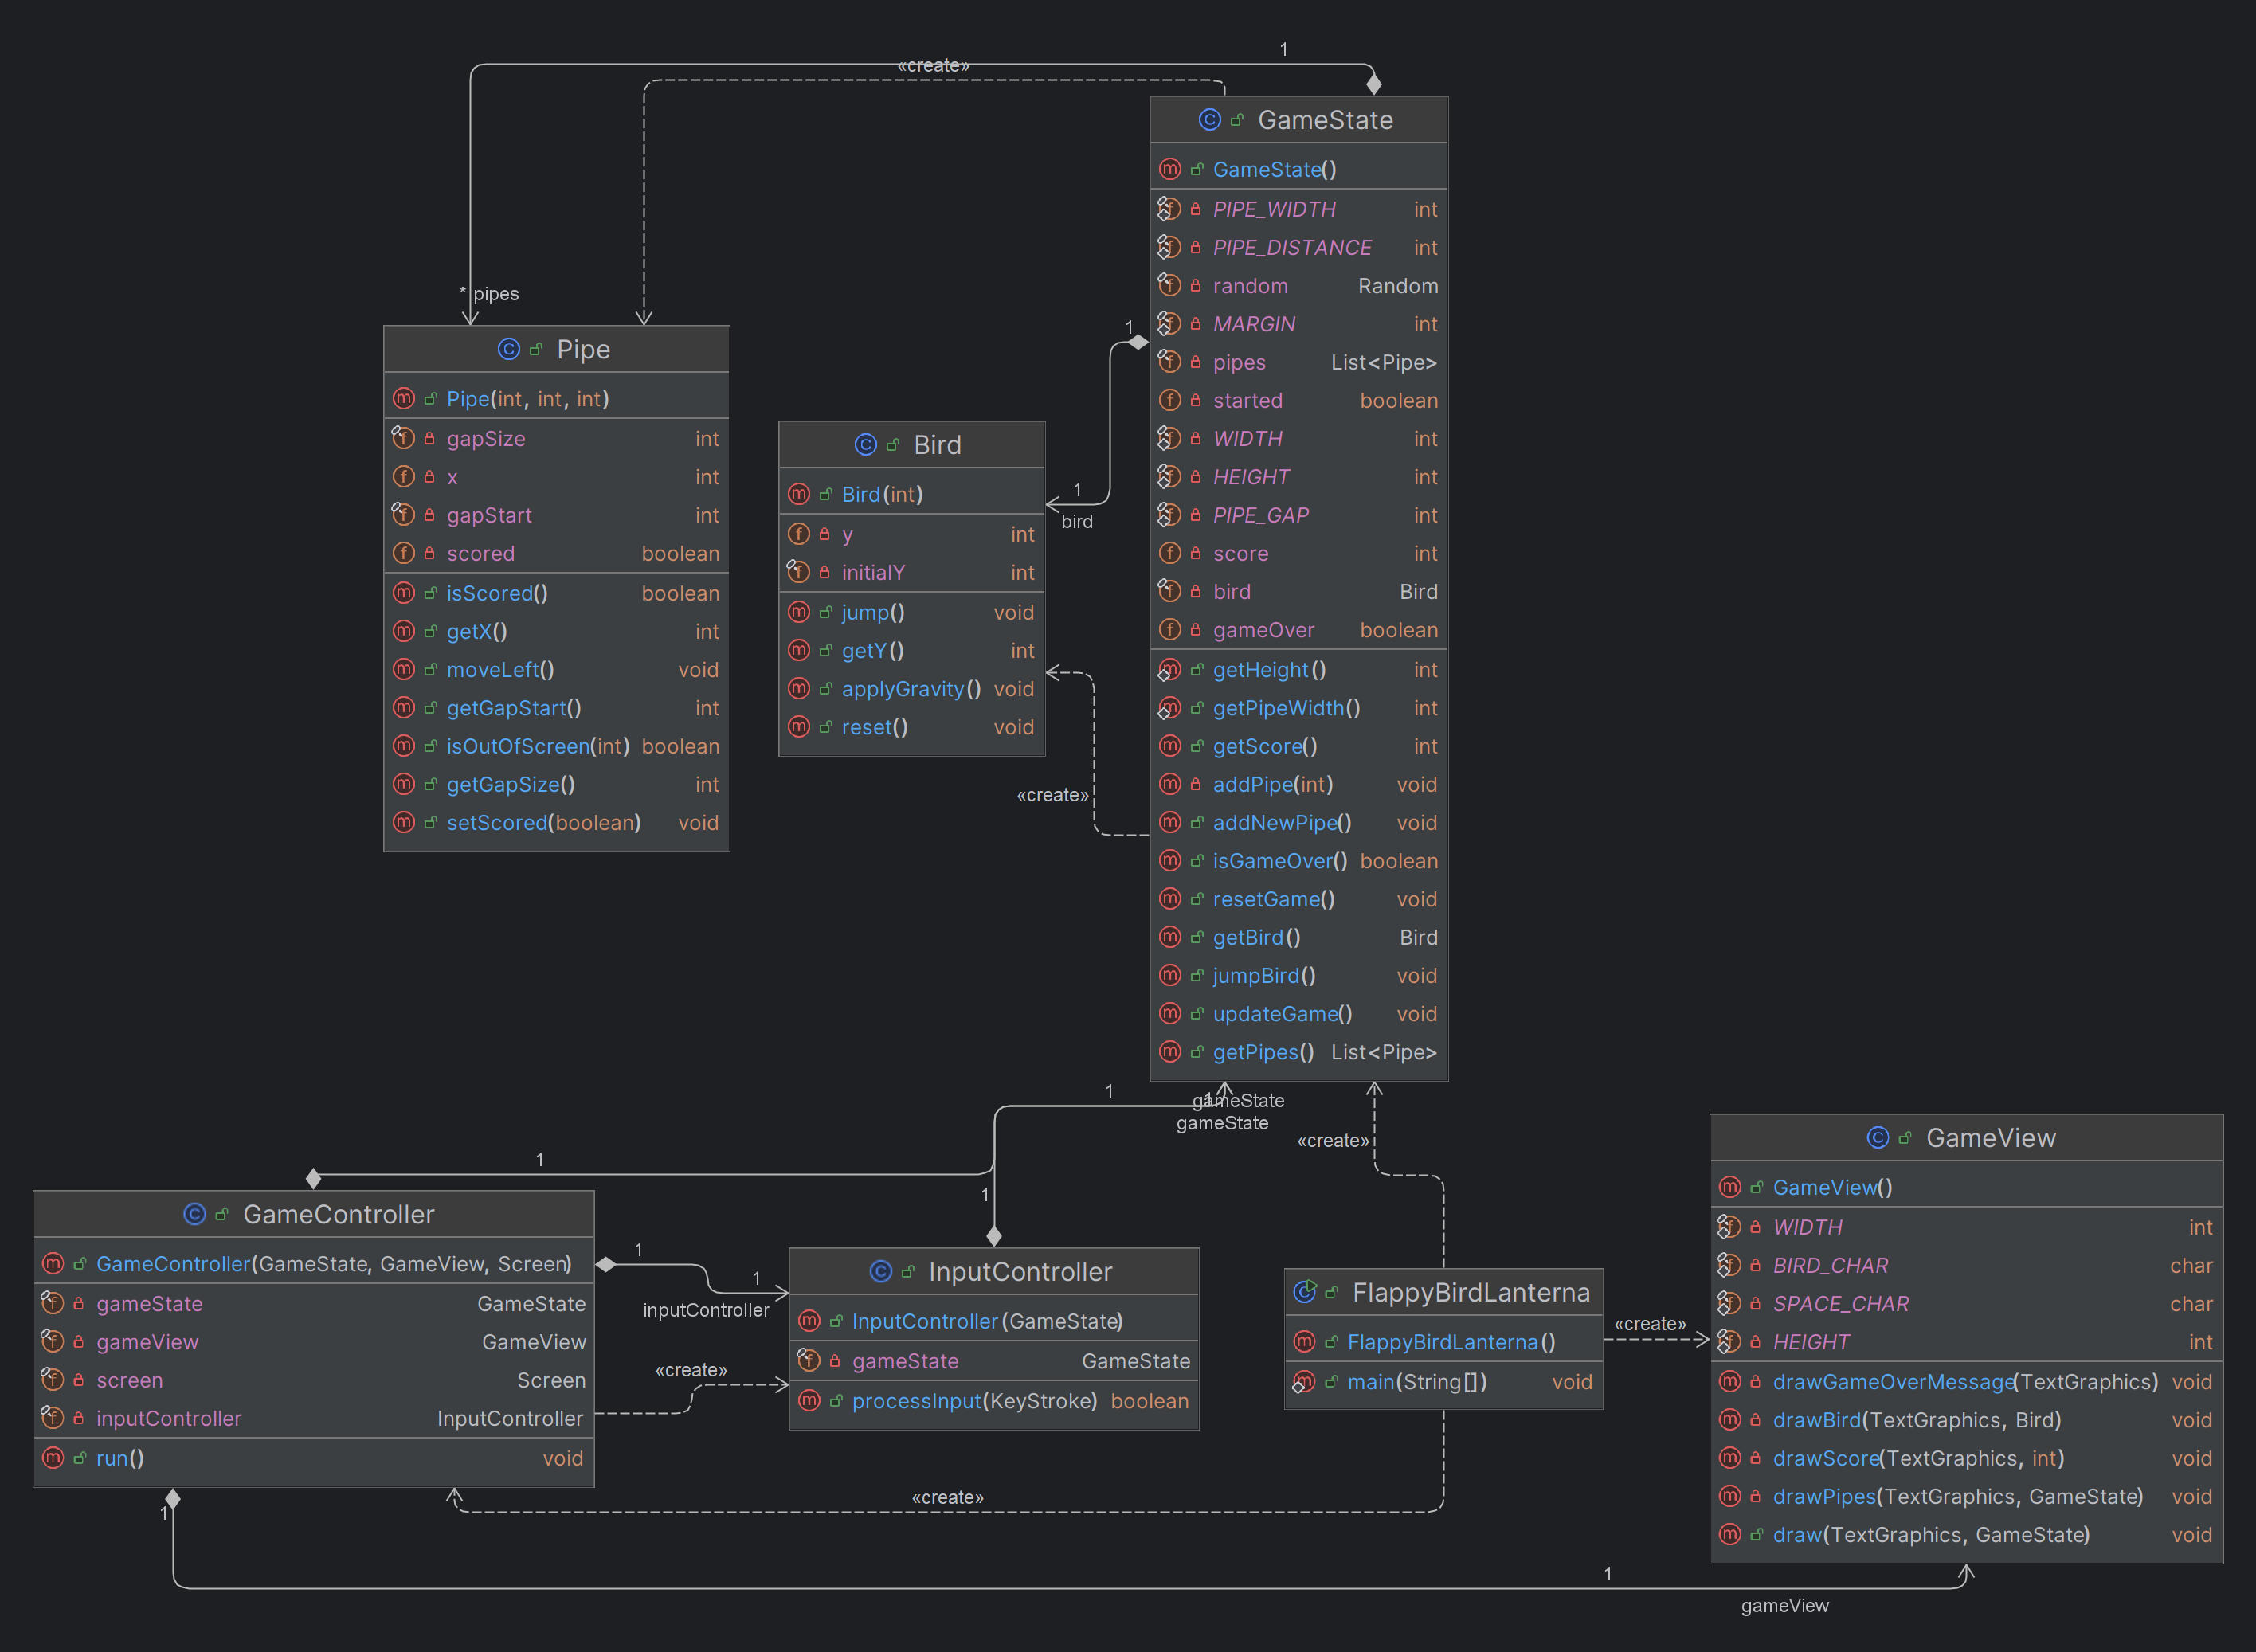 1
«create»
GameState
GameState()
PIPE_WIDTH int
PIPE_DISTANCE int
random Random
MARGIN int
pipes List<Pipe>
started boolean
WIDTH int
HEIGHT int
PIPE_GAP int
score int
bird Bird
gameOver boolean
getHeight() int
getPipeWidth() int
getScore() int
addPipe(int) void
addNewPipe() void
isGameOver() boolean
resetGame() void
getBird() Bird
jumpBird() void
updateGame() void
getPipes() List<Pipe>
* pipes
Pipe
Pipe(int, int, int)
gapSize int
x int
gapStart int
scored boolean
isScored() boolean
getX() int
moveLeft() void
getGapStart() int
isOutOfScreen(int) boolean
getGapSize() int
setScored(boolean) void
1
1
bird
Bird
Bird(int)
y int
initialY int
jump() void
getY() int
applyGravity() void
reset() void
«create»
1
1
gameState
gameState
«create»
1
1
GameController
GameController(GameState, GameView, Screen)
gameState GameState
gameView GameView
screen Screen
inputController InputController
run() void
1
1
inputController
«create»
InputController
InputController(GameState)
gameState GameState
processInput(KeyStroke) boolean
FlappyBirdLanterna
FlappyBirdLanterna()
main(String[]) void
«create»
GameView
GameView()
WIDTH int
BIRD_CHAR char
SPACE_CHAR char
HEIGHT int
drawGameOverMessage(TextGraphics) void
drawBird(TextGraphics, Bird) void
drawScore(TextGraphics, int) void
drawPipes(TextGraphics, GameState) void
draw(TextGraphics, GameState) void
«create»
1
1
gameView